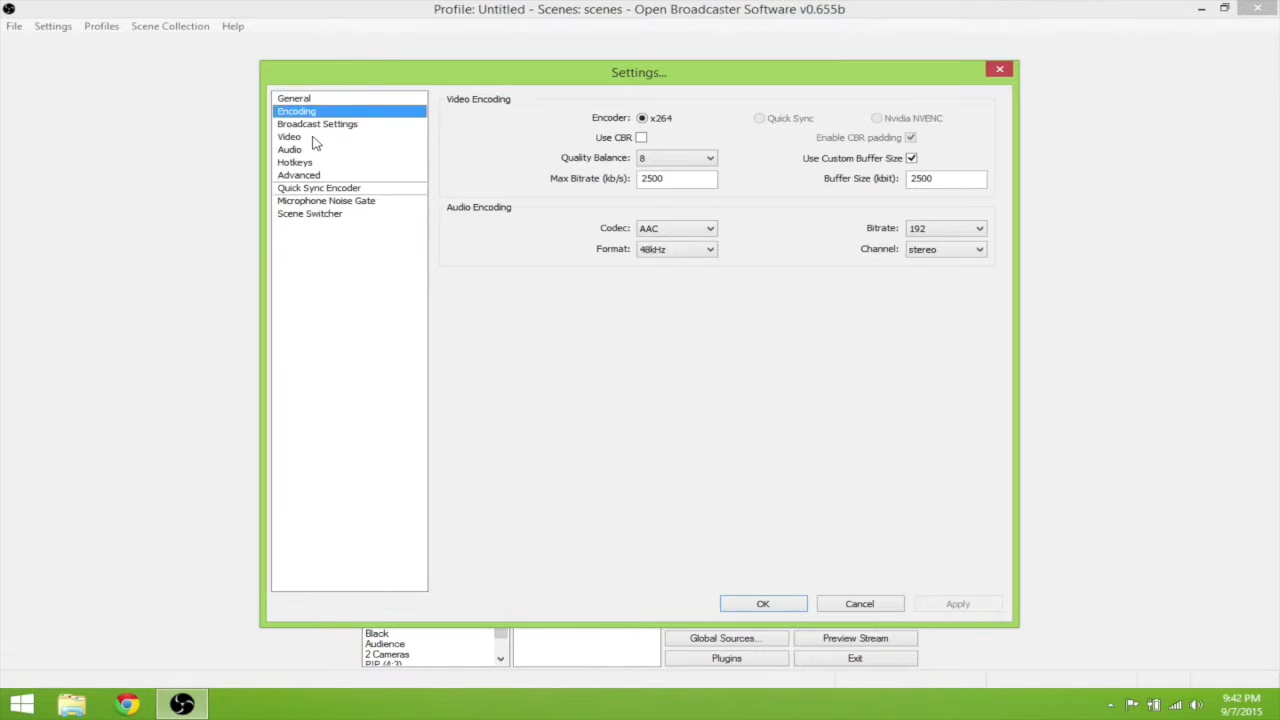 Profile: Untitled - Scenes: scenes - Open Broadcaster Software v0.655b
File Settings Profiles Scene Collection Help
Settings...
General
Encoding
Broadcast Settings
Video
Audio
Hotkeys
Advanced
Quick Sync Encoder
Microphone Noise Gate
Scene Switcher
Video Encoding
Encoder: x264 Quick Sync Nvidia NVENC
Use CBR Enable CBR padding
Quality Balance: 8 Use Custom Buffer Size
Max Bitrate (kb/s): 2500 Buffer Size (kbit): 2500
Audio Encoding
Codec: AAC Bitrate: 192
Format: 48kHz Channel: stereo
OK Cancel Apply
Black
Audience
2 Cameras
PIP (4:3)
Global Sources... Preview Stream
Plugins Exit
9:42 PM
9/7/2015